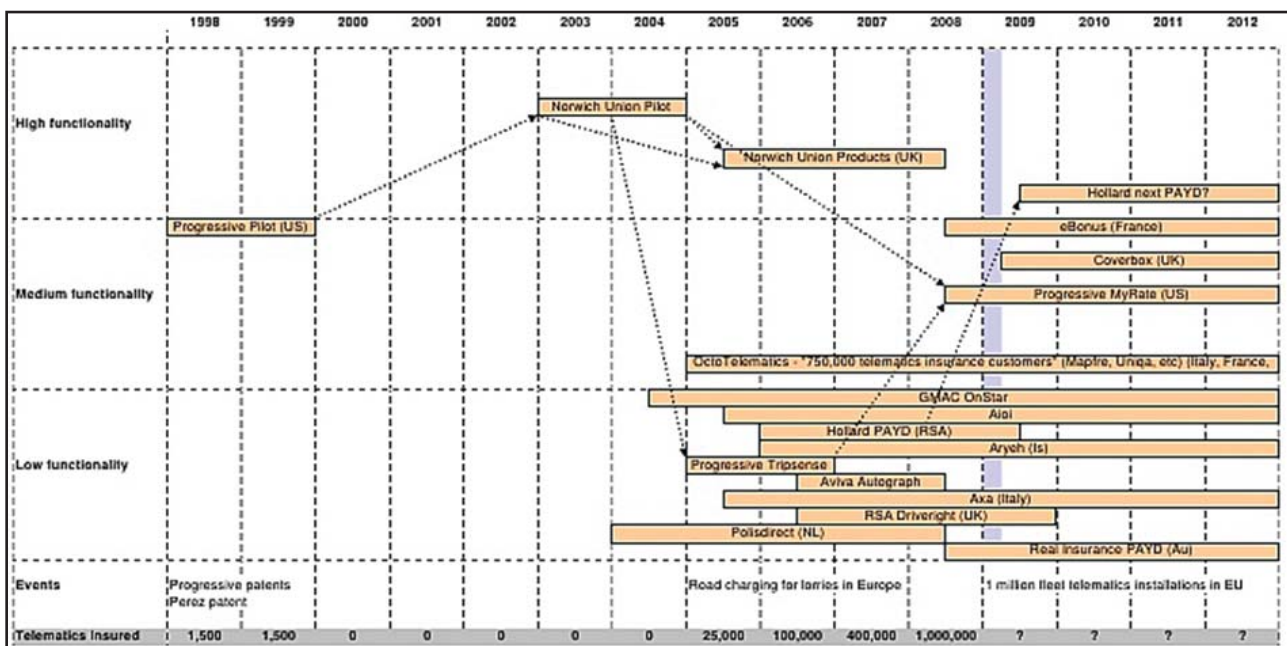 1998 1999 2000 2001 2002 2003 2004 2005 2006 2007 2008 2009 2010 2011 2012
High functionality
Norwich Union Pilot
Norwich Union Products (UK)
Hollard next PAYD?
Progressive Pilot (US)
eBonus (France)
Coverbox (UK)
Medium functionality
Progressive MyRate (US)
OctoTelematics - "750,000 telematics insurance customers" (Mapfre, Uniqa, etc) (Italy, France,
GMAC OnStar
Aioi
Hollard PAYD (RSA)
Aryeh (Is)
Low functionality
Progressive Tripsense
Aviva Autograph
Axa (Italy)
RSA Driveright (UK)
Polisdirect (NL)
Real Insurance PAYD (Au)
Events
Progressive patents
Perez patent
Road charging for lorries in Europe
1 million fleet telematics installations in EU
Telematics Insured 1,500 1,500 0 0 0 0 0 25,000 100,000 400,000 1,000,000 ? ? ? ?